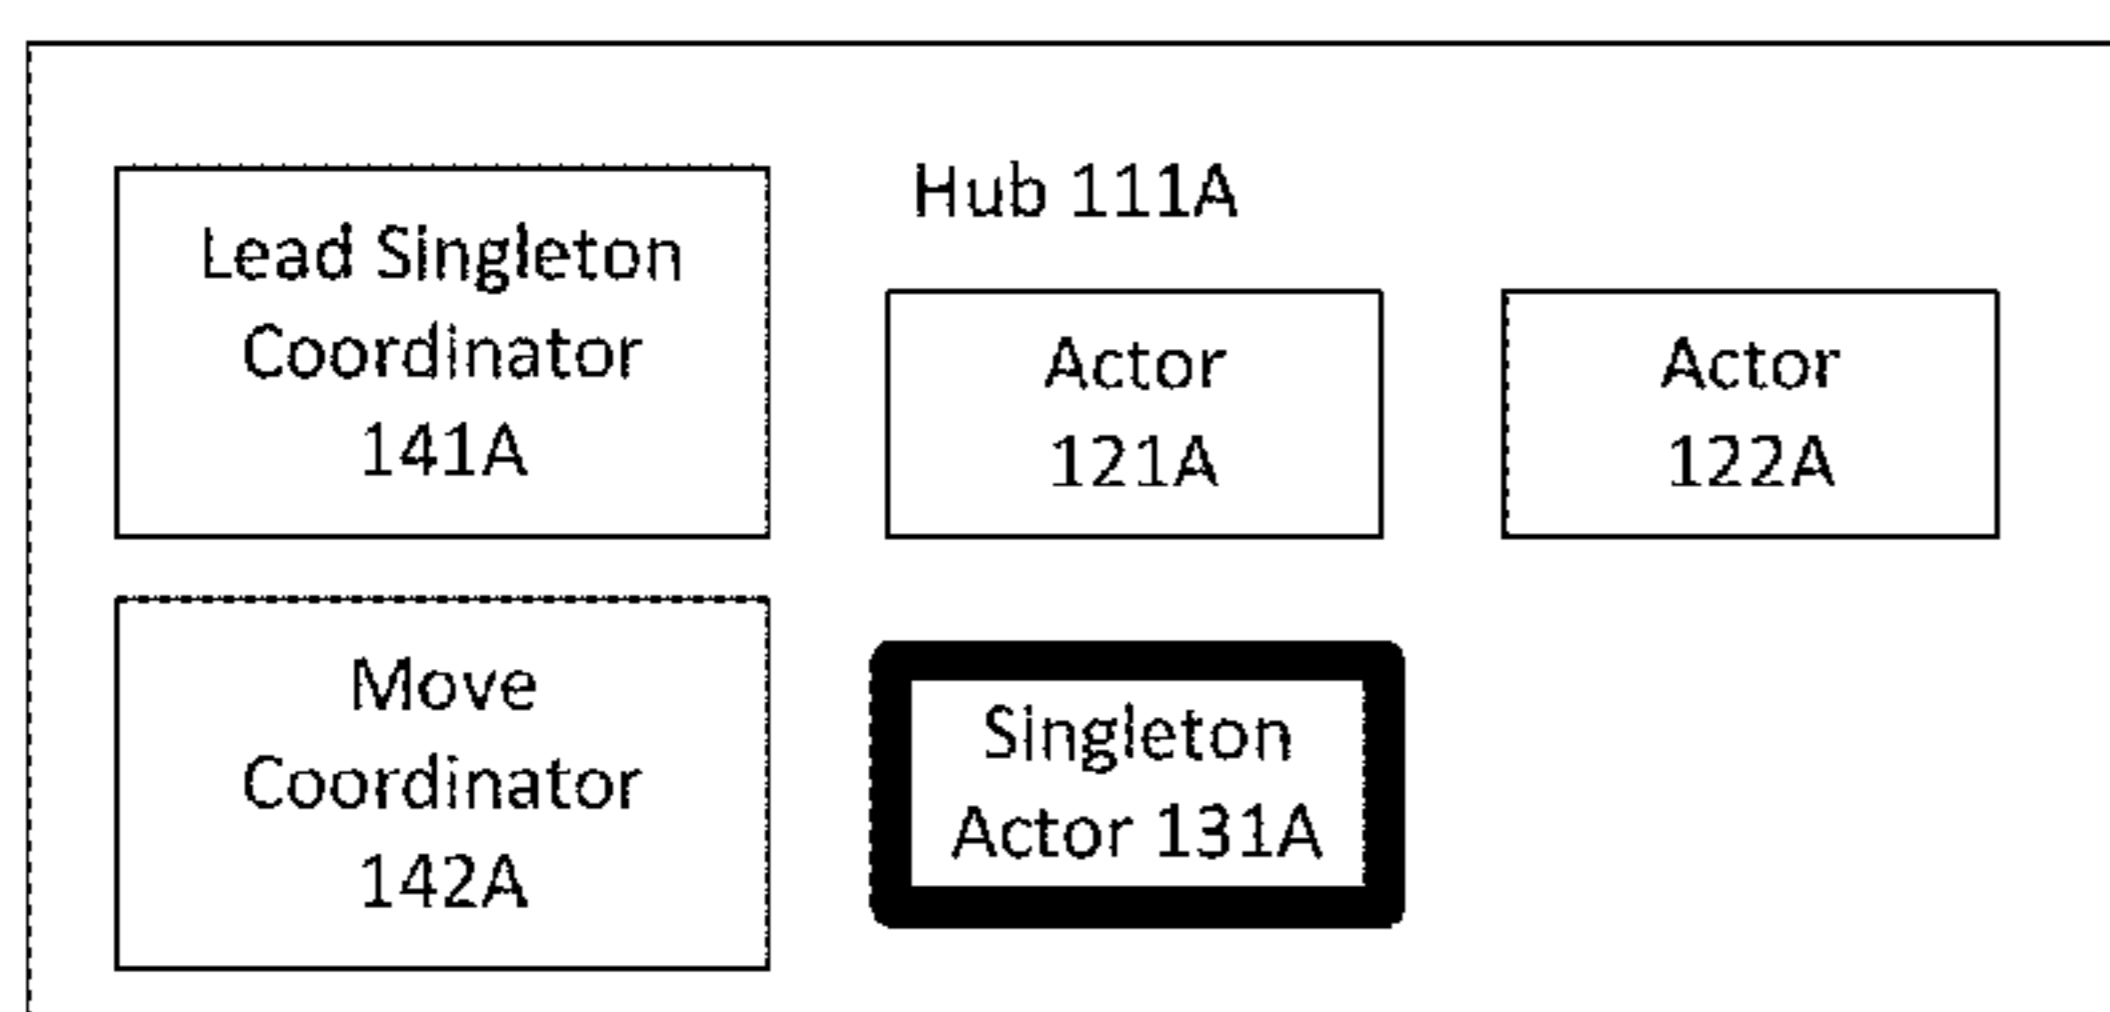 Lead Singleton
Coordinator
141A
Hub 111A
Actor
121A
Actor
122A
Move
Coordinator
142A
Singleton
Actor 131A